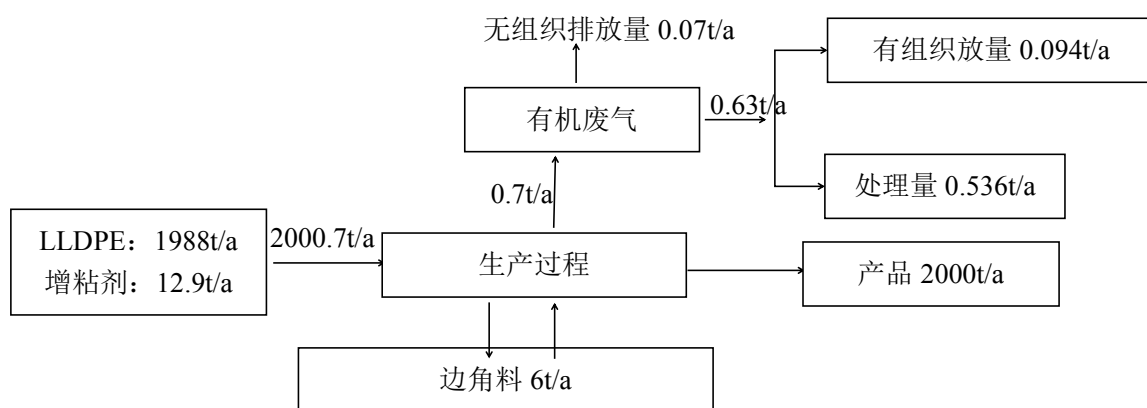 无组织排放量 0.07t/a
有组织放量 0.094t/a
有机废气
0.63t/a
处理量 0.536t/a
0.7t/a
LLDPE：1988t/a
增粘剂：12.9t/a
2000.7t/a
生产过程
产品 2000t/a
边角料 6t/a